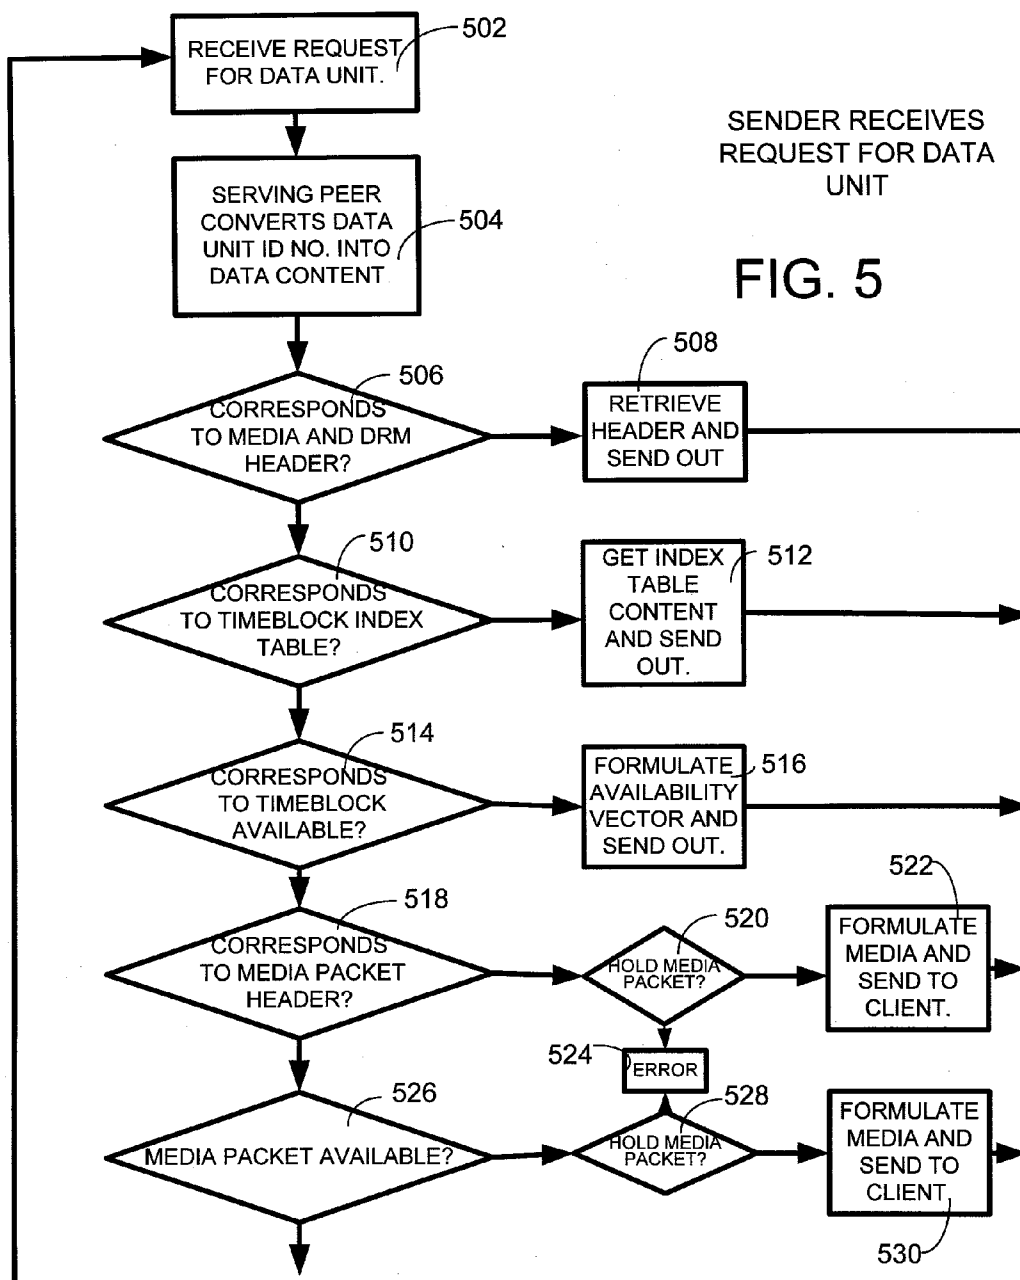 RECEIVE REQUEST
FOR DATA UNIT.
502
SENDER RECEIVES
REQUEST FOR DATA
UNIT
FIG. 5
SERVING PEER
CONVERTS DATA
UNIT ID NO. INTO
DATA CONTENT
504
CORRESPONDS
TO MEDIA AND DRM
HEADER?
506
RETRIEVE
HEADER AND
SEND OUT
508
CORRESPONDS
TO TIMEBLOCK INDEX
TABLE?
510
GET INDEX
TABLE
CONTENT
AND SEND
OUT.
512
CORRESPONDS
TO TIMEBLOCK
AVAILABLE?
514
FORMULATE
AVAILABILITY
VECTOR AND
SEND OUT.
516
CORRESPONDS
TO MEDIA PACKET
HEADER?
518
HOLD MEDIA
PACKET?
520
FORMULATE
MEDIA AND
SEND TO
CLIENT.
522
524
ERROR
MEDIA PACKET AVAILABLE?
526
HOLD MEDIA
PACKET?
528
FORMULATE
MEDIA AND
SEND TO
CLIENT
530